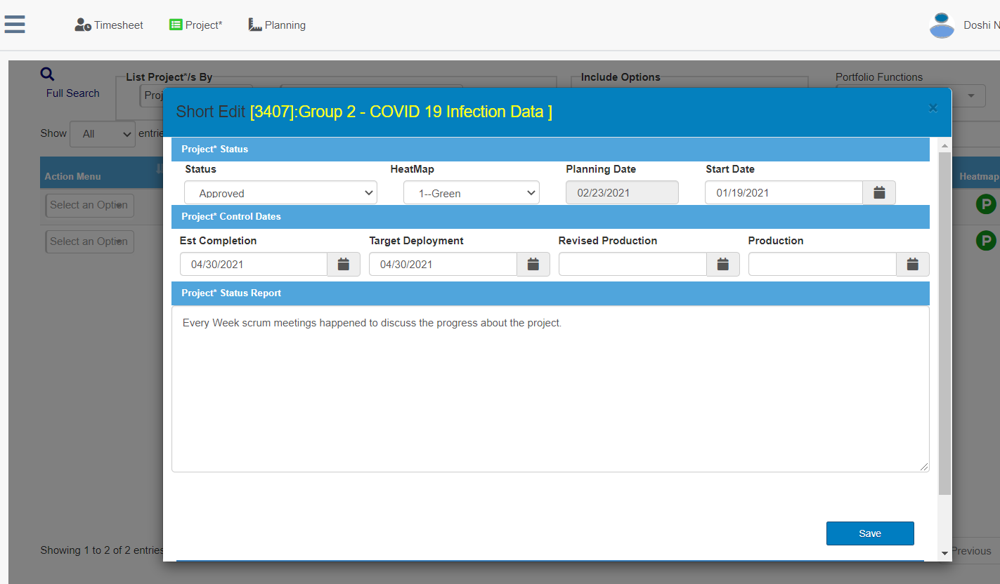 Timesheet Project* Planning Doshi N
Full Search
List Project*/s By
Include Options
Portfolio Functions
Proj
Show All entrie
Action Menu
Heatmap
Select an Option
P
Select an Option
P
Short Edit [3407]:Group 2 - COVID 19 Infection Data ]
×
Project* Status
Status HeatMap Planning Date Start Date
Approved 1--Green 02/23/2021 01/19/2021
Project* Control Dates
Est Completion Target Deployment Revised Production Production
04/30/2021 04/30/2021
Project* Status Report
Every Week scrum meetings happened to discuss the progress about the project.
Save
Showing 1 to 2 of 2 entries
Previous